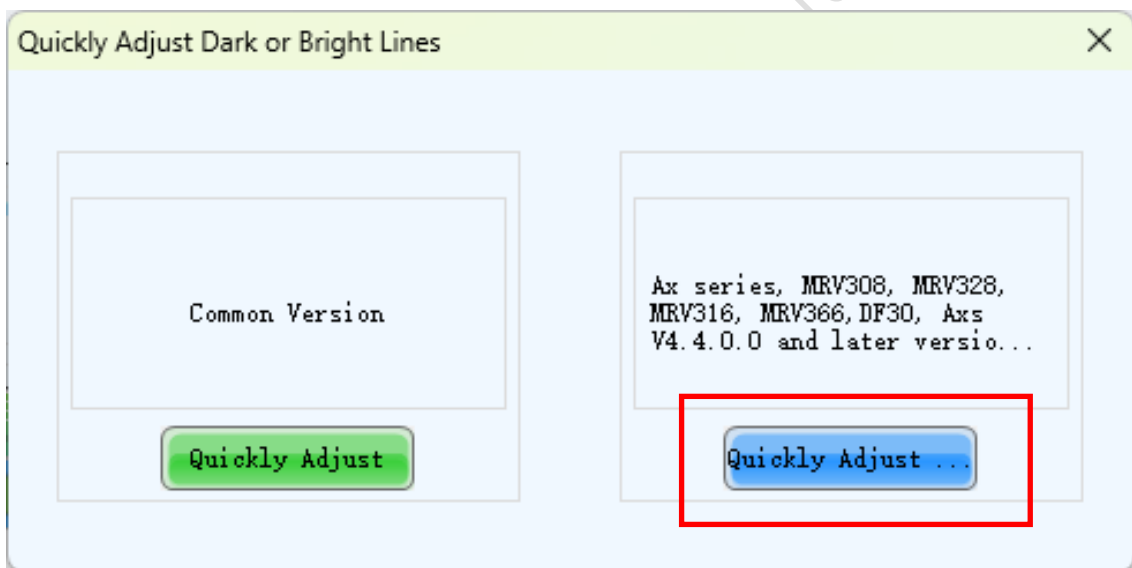 Quickly Adjust Dark or Bright Lines
Common Version
Quickly Adjust
Ax series, MRV308, MRV328,
MRV316, MRV366,DF30, Axs
V4.4.0.0 and later versio...
Quickly Adjust ...